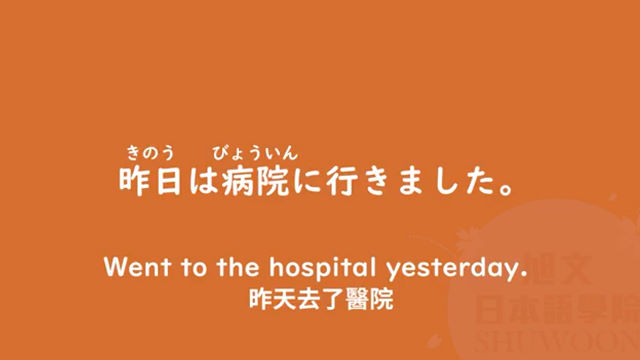 きのう びょういん
昨日は病院に行きました。
Went to the hospital yesterday.
昨天去了醫院
旭文
日本語學院
SHUWOON